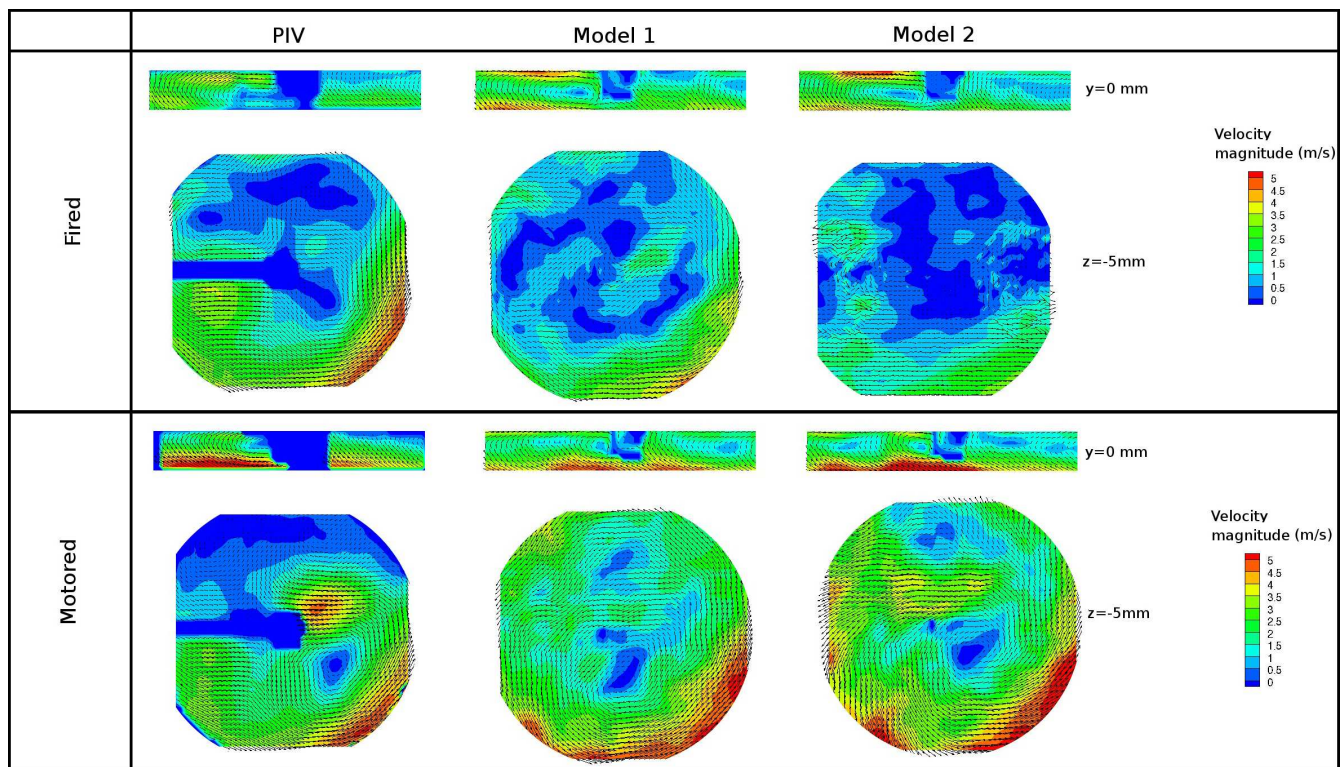 PIV Model 1 Model 2
Fired
y=0 mm
Velocity
magnitude (m/s)
5
4.5
4
3.5
3
2.5
2
1.5
1
0.5
0
z=-5mm
Motored
y=0 mm
Velocity
magnitude (m/s)
5
4.5
4
3.5
3
2.5
2
1.5
1
0.5
0
z=-5mm